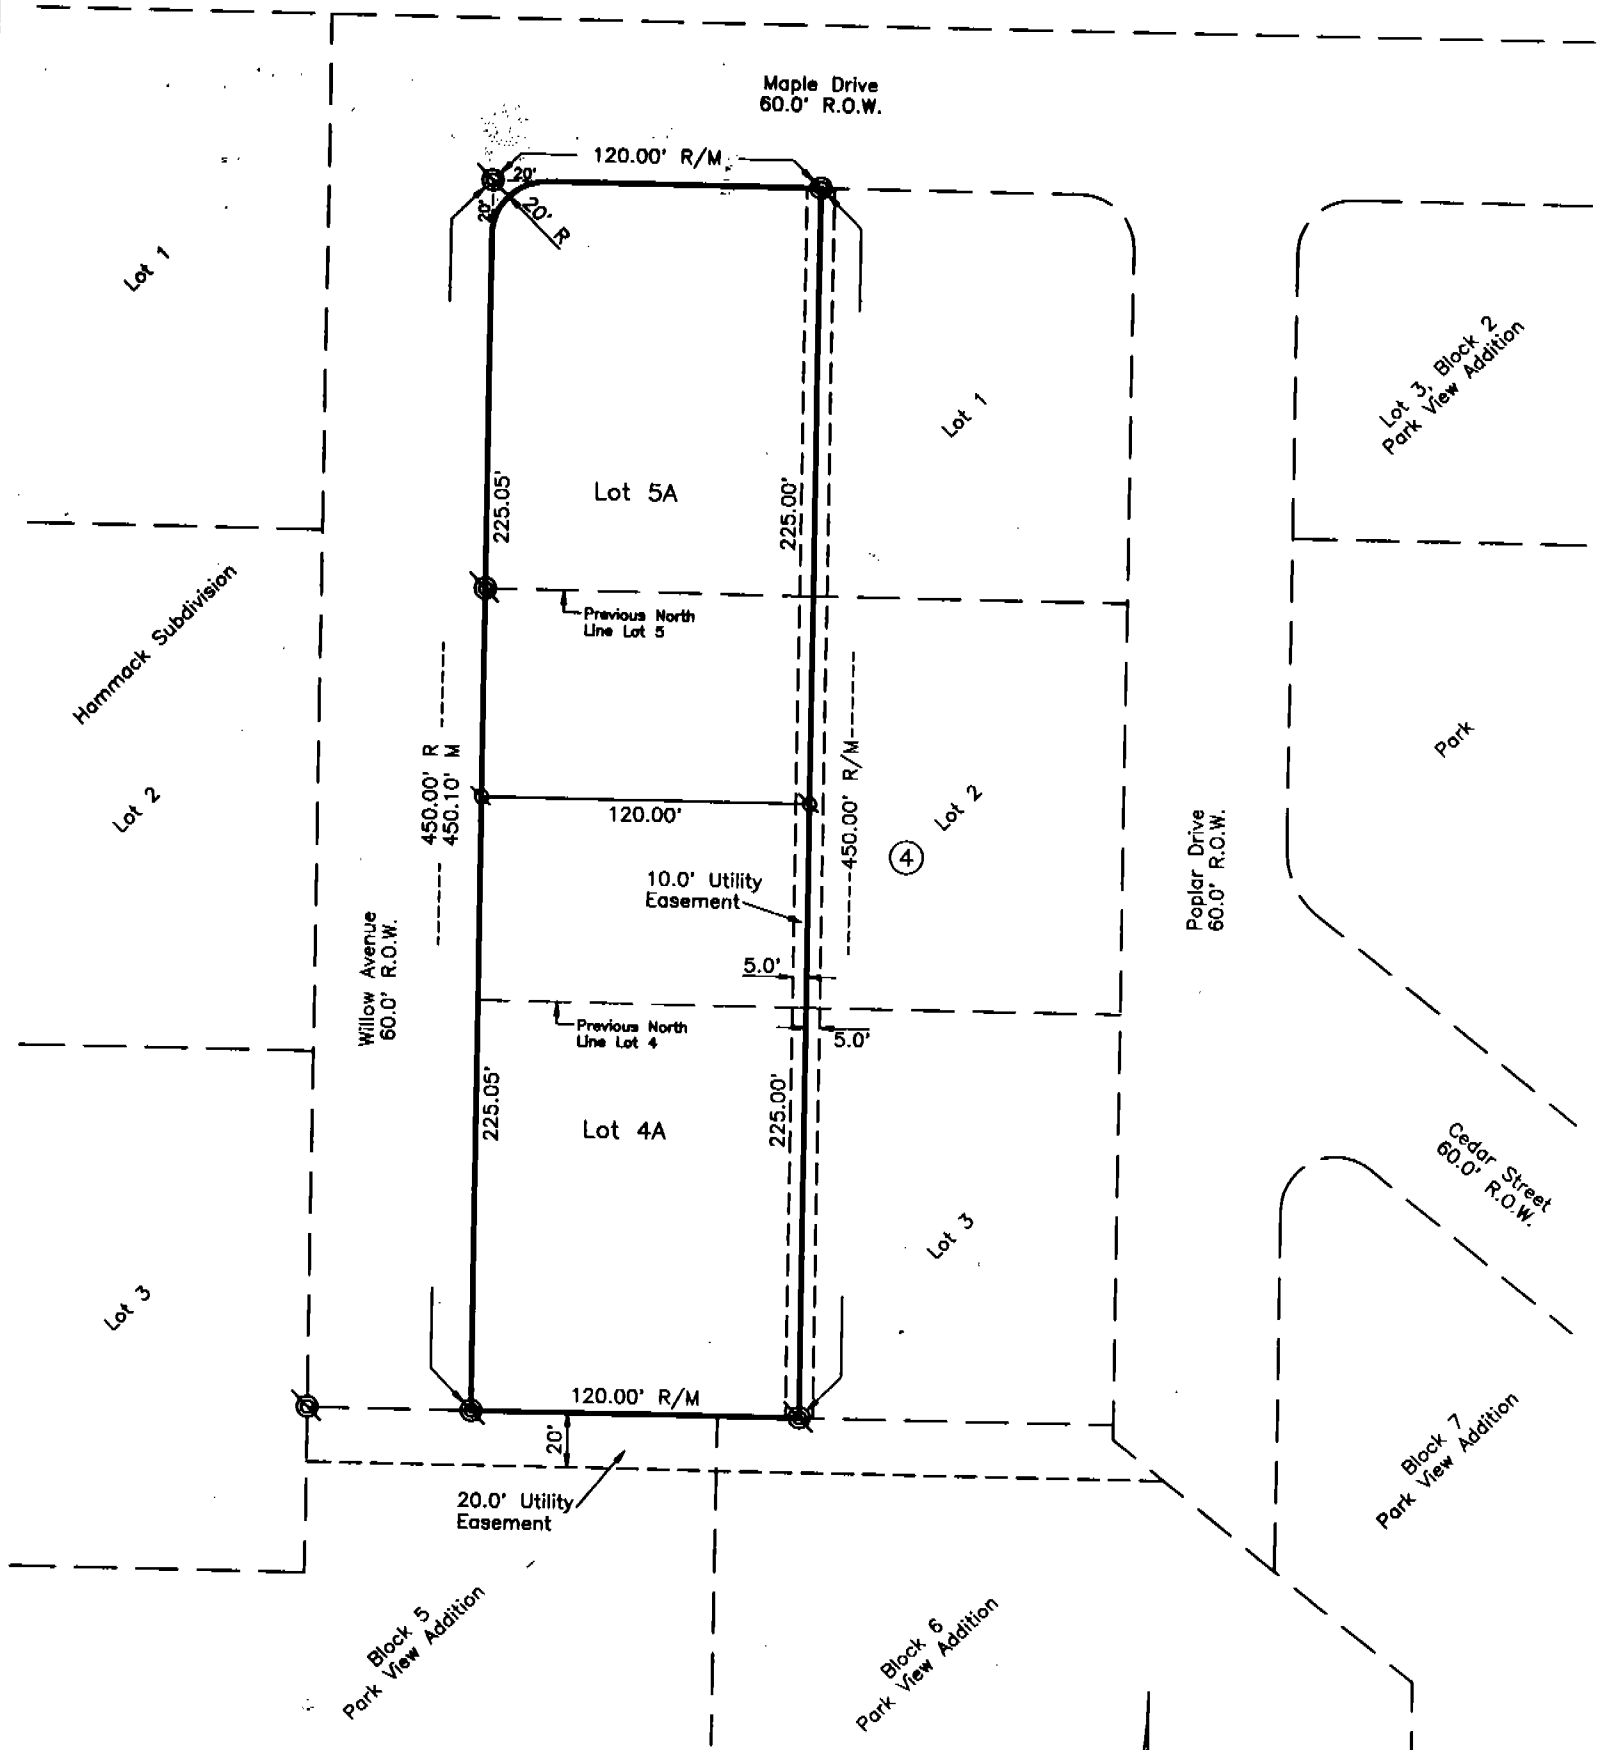 Maple Drive
60.0' R.O.W.
120.00' R/M
20'
20'
20' R
Lot 1
Lot 1
Lot 3, Block 2
Park View Addition
225.05'
Lot 5A
225.00'
Previous North
Line Lot 5
Hammack Subdivision
450.00' R
450.10' M
450.00' R/M
120.00'
Lot 2
Lot 2
Park
4
10.0' Utility
Easement
Poplar Drive
60.0' R.O.W.
Willow Avenue
60.0' R.O.W.
5.0'
5.0'
Previous North
Line Lot 4
225.05'
Lot 4A
225.00'
Cedar Street
60.0' R.O.W.
Lot 3
Lot 3
120.00' R/M
20'
20.0' Utility
Easement
Block 7
Park View Addition
Block 5
Park View Addition
Block 6
Park View Addition